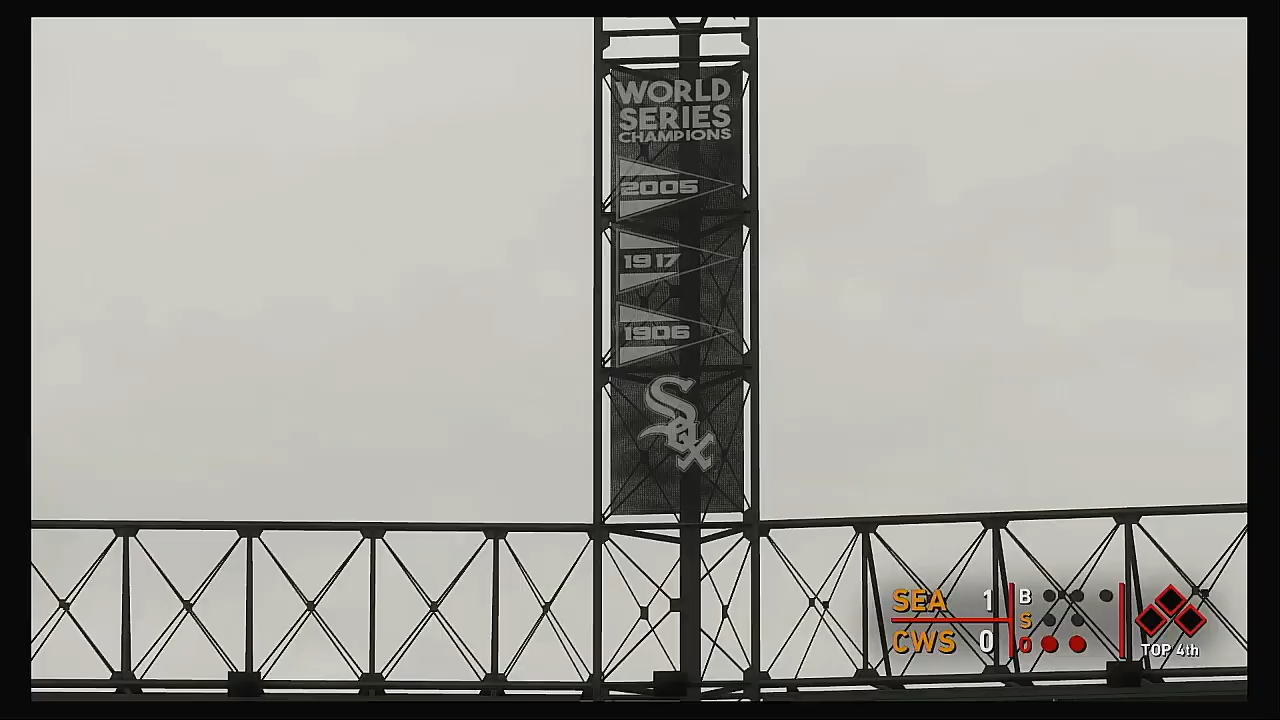 WORLD
SERIES
CHAMPIONS
2005
1917
1906
Sox
SEA 1
CWS 0
B
S
O
TOP 4th